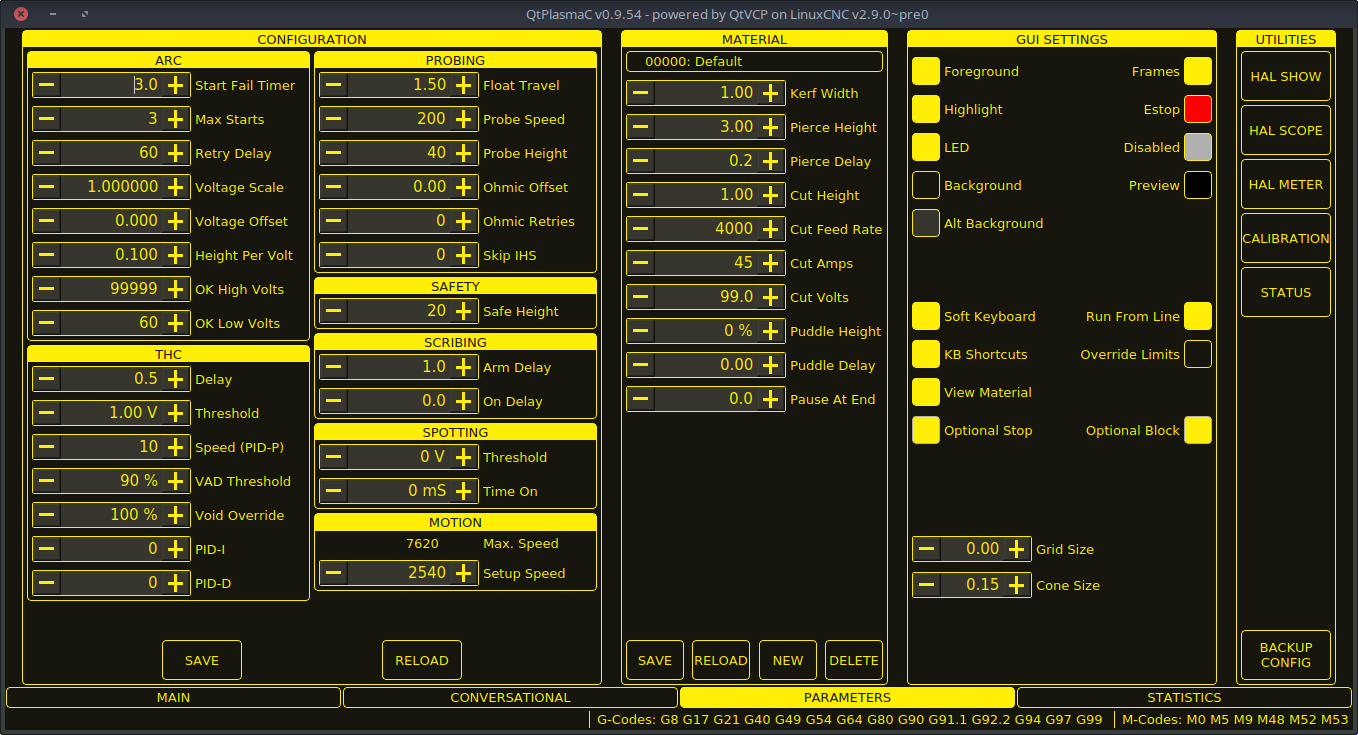 QtPlasmaC v0.9.54 - powered by QtVCP on LinuxCNC v2.9.0~pre0
CONFIGURATION
ARC
3.0 Start Fail Timer
3 Max Starts
60 Retry Delay
1.000000 Voltage Scale
0.000 Voltage Offset
0.100 Height Per Volt
99999 OK High Volts
60 OK Low Volts
THC
0.5 Delay
1.00 V Threshold
10 Speed (PID-P)
90 % VAD Threshold
100 % Void Override
0 PID-I
0 PID-D
PROBING
1.50 Float Travel
200 Probe Speed
40 Probe Height
0.00 Ohmic Offset
0 Ohmic Retries
0 Skip IHS
SAFETY
20 Safe Height
SCRIBING
1.0 Arm Delay
0.0 On Delay
SPOTTING
0 V Threshold
0 mS Time On
MOTION
7620 Max. Speed
2540 Setup Speed
SAVE
RELOAD
MATERIAL
00000: Default
1.00 Kerf Width
3.00 Pierce Height
0.2 Pierce Delay
1.00 Cut Height
4000 Cut Feed Rate
45 Cut Amps
99.0 Cut Volts
0 % Puddle Height
0.00 Puddle Delay
0.0 Pause At End
SAVE
RELOAD
NEW
DELETE
GUI SETTINGS
Foreground Frames
Highlight Estop
LED Disabled
Background Preview
Alt Background
Soft Keyboard Run From Line
KB Shortcuts Override Limits
View Material
Optional Stop Optional Block
0.00 Grid Size
0.15 Cone Size
UTILITIES
HAL SHOW
HAL SCOPE
HAL METER
CALIBRATION
STATUS
BACKUP
CONFIG
MAIN
CONVERSATIONAL
PARAMETERS
STATISTICS
G-Codes: G8 G17 G21 G40 G49 G54 G64 G80 G90 G91.1 G92.2 G94 G97 G99
M-Codes: M0 M5 M9 M48 M52 M53